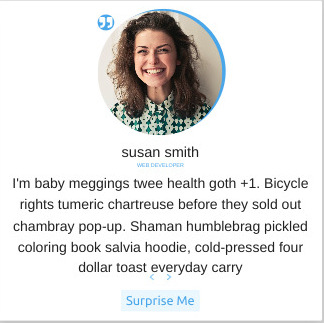 susan smith
WEB DEVELOPER
I'm baby meggings twee health goth +1. Bicycle
rights tumeric chartreuse before they sold out
chambray pop-up. Shaman humblebrag pickled
coloring book salvia hoodie, cold-pressed four
dollar toast everyday carry
Surprise Me